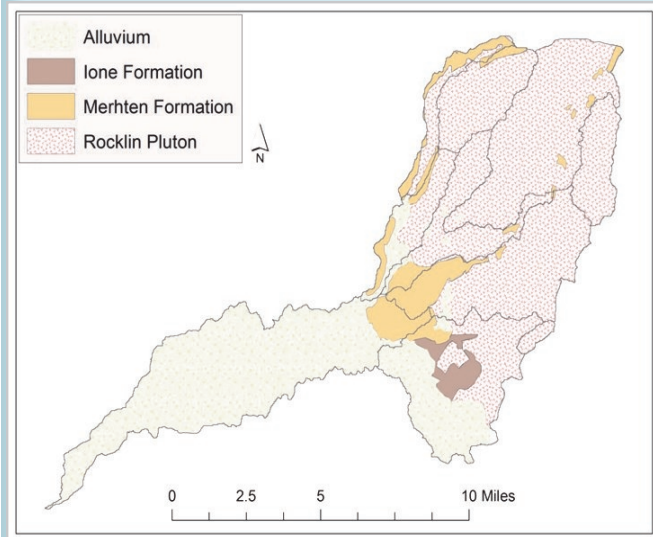 Alluvium
Ione Formation
Merhten Formation
Rocklin Pluton
N
0 2.5 5 10 Miles